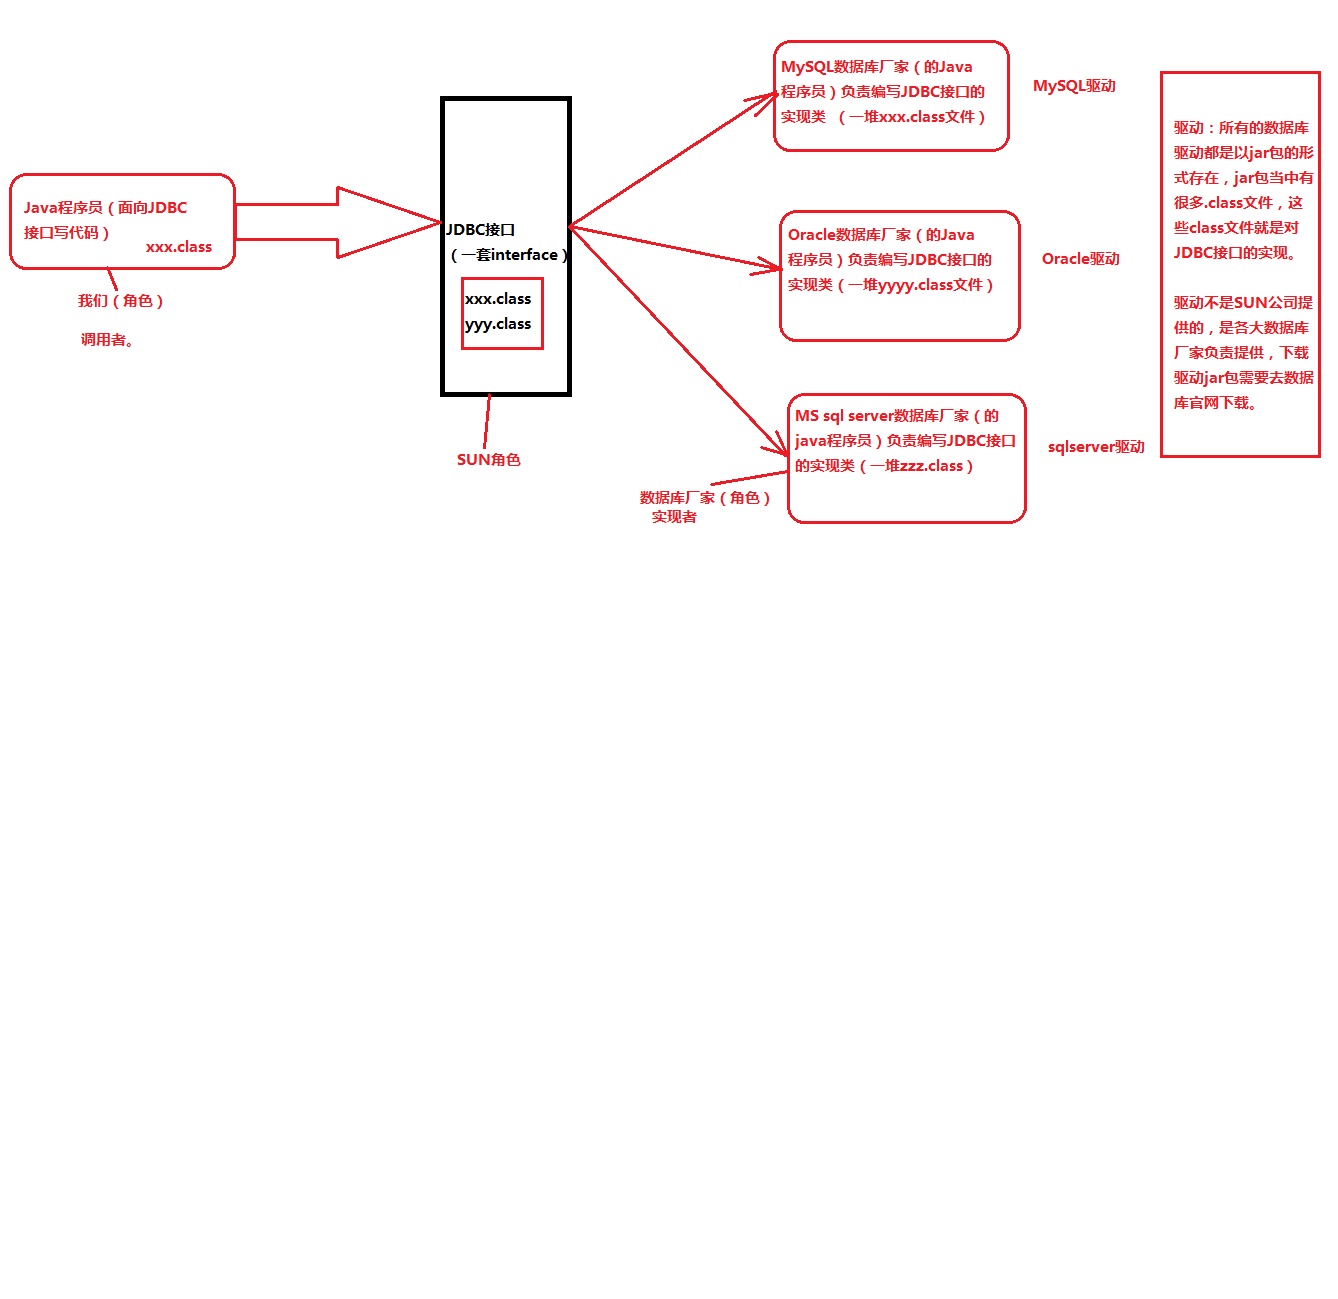 Java程序员（面向JDBC
接口写代码）
xxx.class
我们（角色）
调用者。
JDBC接口
（一套interface）
xxx.class
yyy.class
SUN角色
MySQL数据库厂家（的Java
程序员）负责编写JDBC接口的
实现类 （一堆xxx.class文件）
MySQL驱动
Oracle数据库厂家（的Java
程序员）负责编写JDBC接口的
实现类（一堆yyyy.class文件）
Oracle驱动
MS sql server数据库厂家（的
java程序员）负责编写JDBC接口
的实现类（一堆zzz.class）
sqlserver驱动
数据库厂家（角色）
实现者
驱动：所有的数据库
驱动都是以jar包的形
式存在，jar包当中有
很多.class文件，这
些class文件就是对
JDBC接口的实现。
驱动不是SUN公司提
供的，是各大数据库
厂家负责提供，下载
驱动jar包需要去数据
库官网下载。